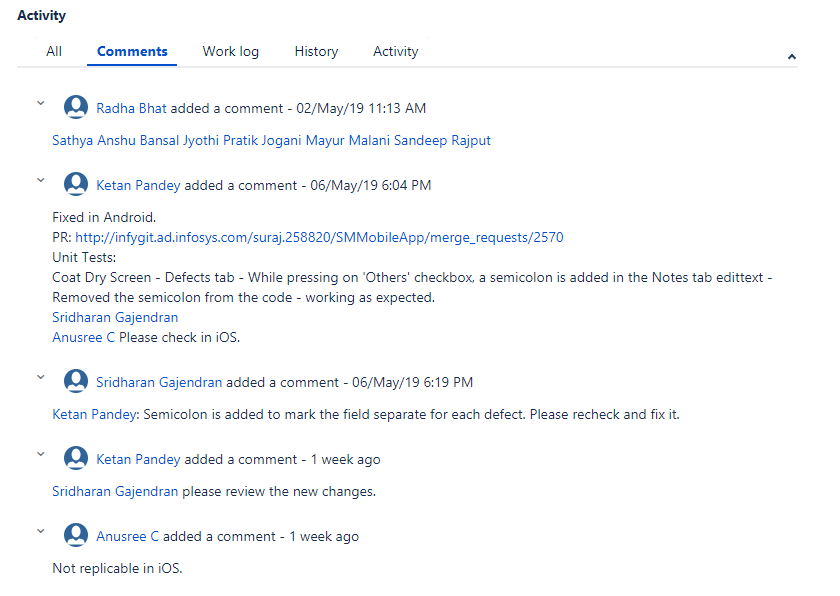 Activity
All Comments Work log History Activity
Radha Bhat added a comment - 02/May/19 11:13 AM
Sathya Anshu Bansal Jyothi Pratik Jogani Mayur Malani Sandeep Rajput
Ketan Pandey added a comment - 06/May/19 6:04 PM
Fixed in Android.
PR: http://infygit.ad.infosys.com/suraj.258820/SMMobileApp/merge_requests/2570
Unit Tests:
Coat Dry Screen - Defects tab - While pressing on 'Others' checkbox, a semicolon is added in the Notes tab edittext -
Removed the semicolon from the code - working as expected.
Sridharan Gajendran
Anusree C Please check in iOS.
Sridharan Gajendran added a comment - 06/May/19 6:19 PM
Ketan Pandey: Semicolon is added to mark the field separate for each defect. Please recheck and fix it.
Ketan Pandey added a comment - 1 week ago
Sridharan Gajendran please review the new changes.
Anusree C added a comment - 1 week ago
Not replicable in iOS.